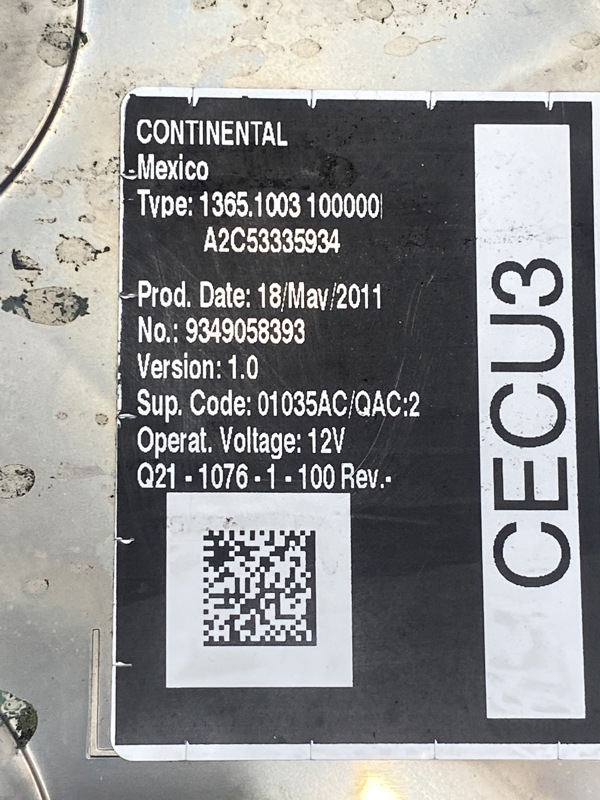 CONTINENTAL
Mexico
Type: 1365.1003 100000
A2C53335934
Prod. Date: 18/May/2011
No.: 9349058393
Version: 1.0
Sup. Code: 01035AC/QAC:2
Operat. Voltage: 12V
Q21 - 1076 - 1 - 100 Rev.-
CECU3